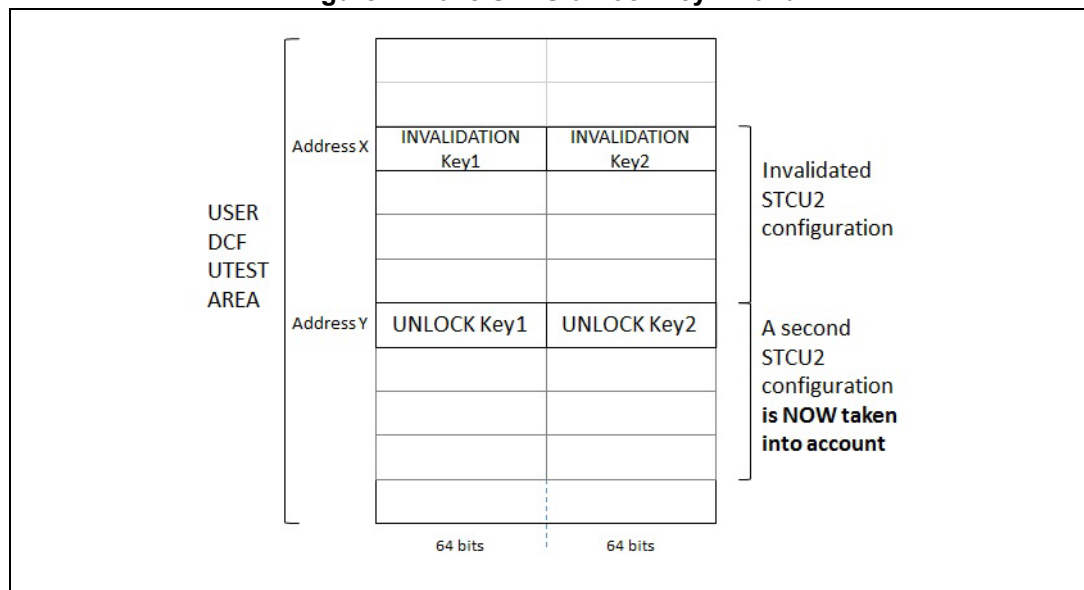 Address X
INVALIDATION
Key1
INVALIDATION
Key2
Invalidated
STCU2
configuration
USER
DCF
UTEST
AREA
Address Y
UNLOCK Key1
UNLOCK Key2
A second
STCU2
configuration
is NOW taken
into account
64 bits
64 bits